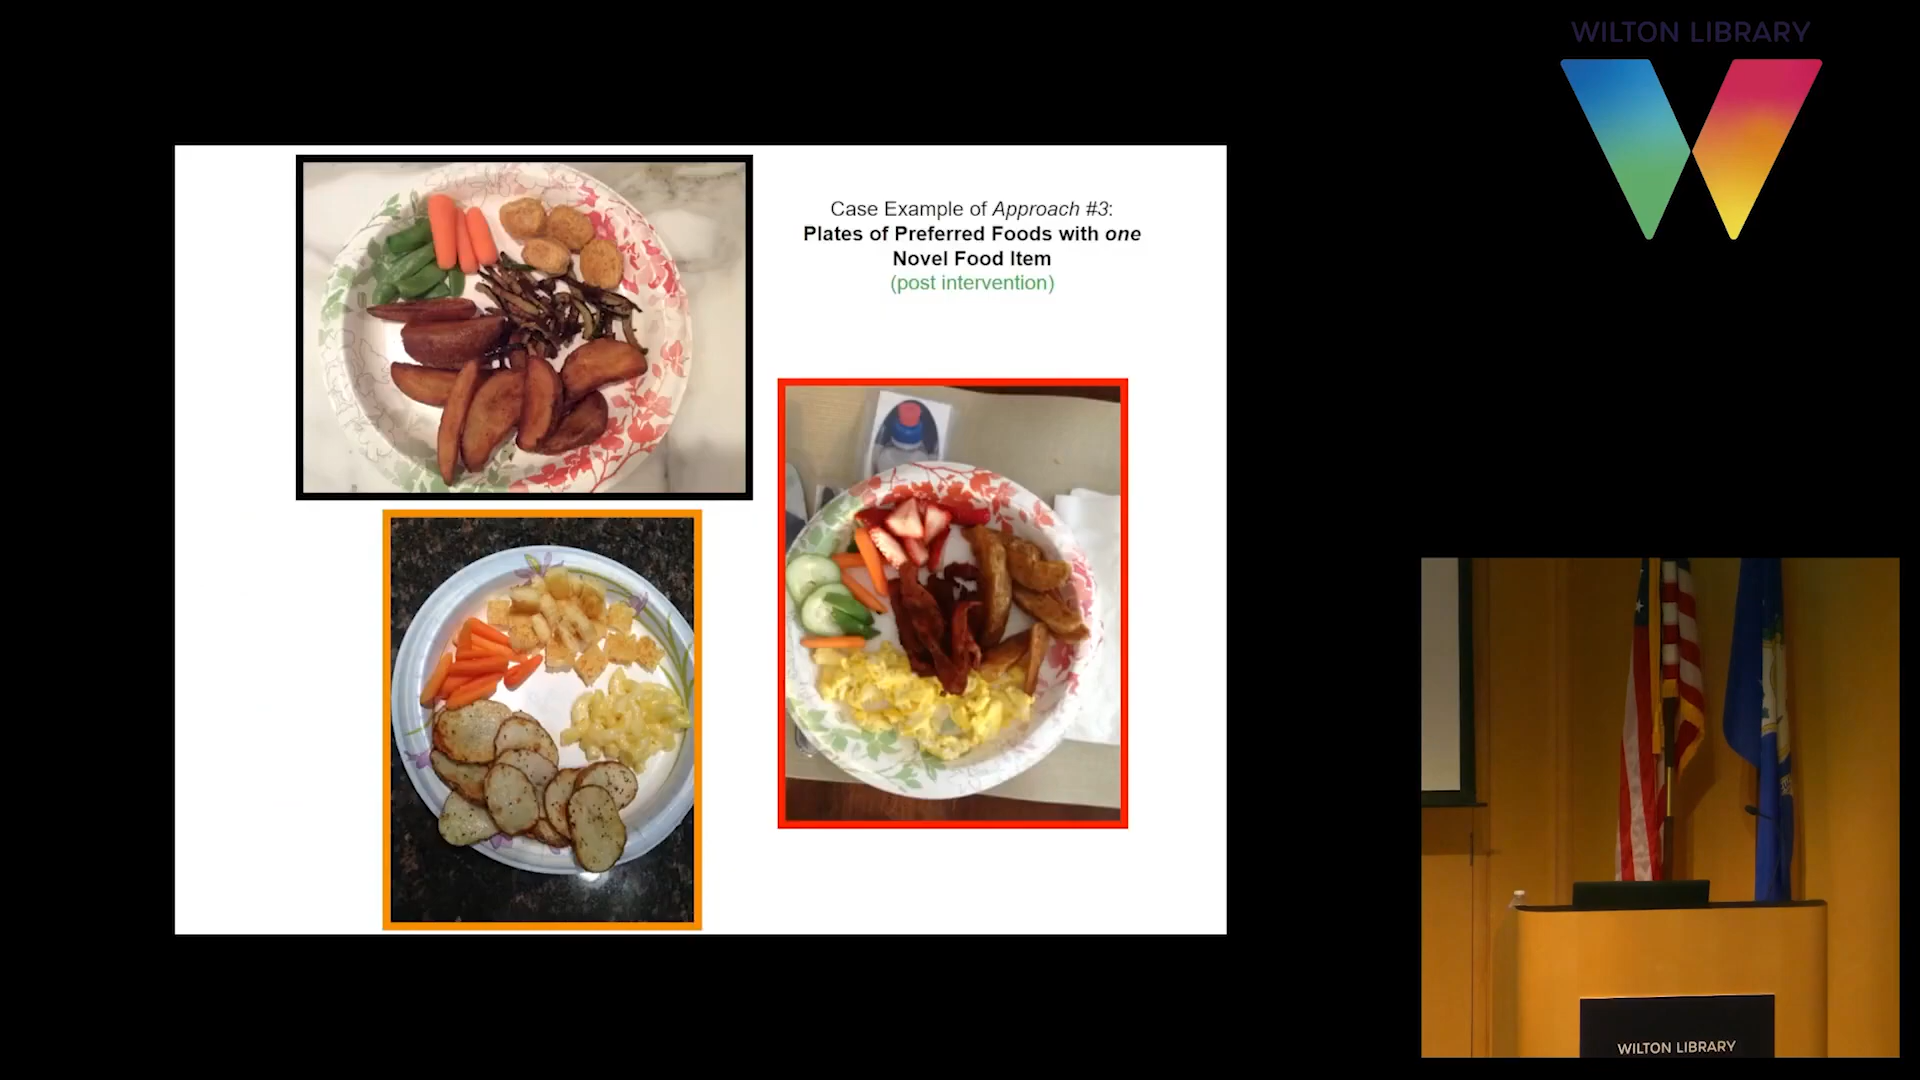 WILTON LIBRARY
Case Example of Approach #3:
Plates of Preferred Foods with one
Novel Food Item
(post intervention)
WILTON LIBRARY